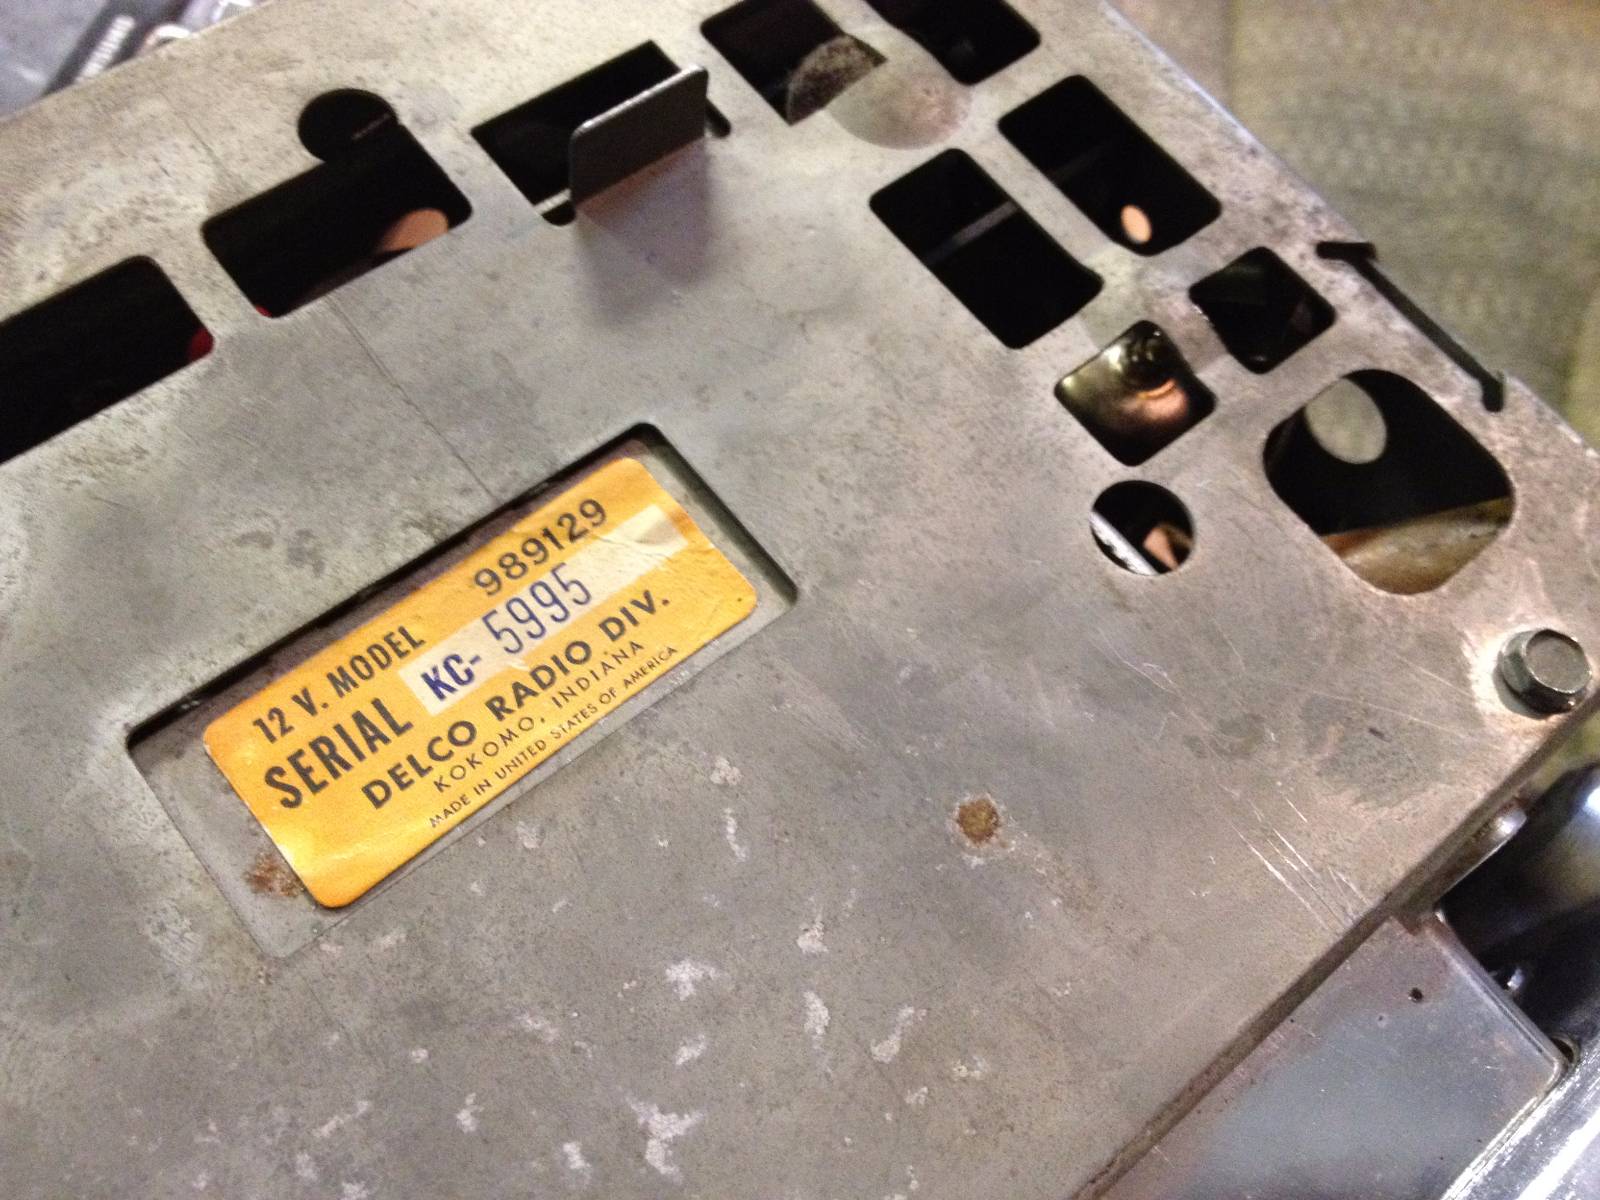 12 V. MODEL 989129
SERIAL KC- 5995
DELCO RADIO DIV.
KOKOMO, INDIANA
MADE IN UNITED STATES OF AMERICA